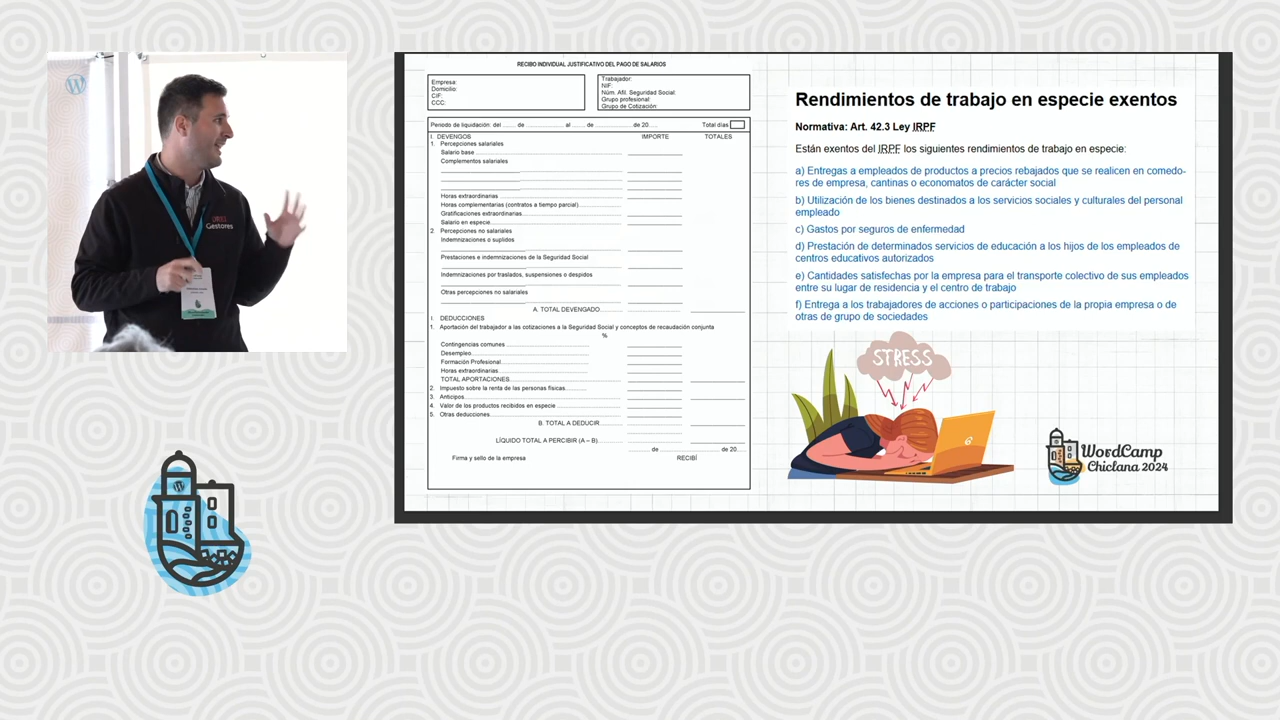 Gestores
RECIBO INDIVIDUAL JUSTIFICATIVO DEL PAGO DE SALARIOS
Empresa:
Domicilio:
CIF:
CCC:
Trabajador:
NIF:
Núm. Afil. Seguridad Social:
Grupo profesional:
Grupo de Cotización:
Periodo de liquidación: del ....... de ........................ al ...... de ........................ de 20...... Total días
I. DEVENGOS IMPORTE TOTALES
1. Percepciones salariales
Salario base
Complementos salariales
Horas extraordinarias
Horas complementarias (contratos a tiempo parcial)
Gratificaciones extraordinarias
Salario en especie
2. Percepciones no salariales
Indemnizaciones o suplidos
Prestaciones e indemnizaciones de la Seguridad Social
Indemnizaciones por traslados, suspensiones o despidos
Otras percepciones no salariales
A. TOTAL DEVENGADO
I. DEDUCCIONES
1. Aportación del trabajador a las cotizaciones a la Seguridad Social y conceptos de recaudación conjunta
%
Contingencias comunes
Desempleo
Formación Profesional
Horas extraordinarias
TOTAL APORTACIONES
2. Impuesto sobre la renta de las personas físicas
3. Anticipos
4. Valor de los productos recibidos en especie
5. Otras deducciones
B. TOTAL A DEDUCIR
LÍQUIDO TOTAL A PERCIBIR (A – B)
de ........................ de 20....
Firma y sello de la empresa RECIBÍ
Rendimientos de trabajo en especie exentos
Normativa: Art. 42.3 Ley IRPF
Están exentos del IRPF los siguientes rendimientos de trabajo en especie:
a) Entregas a empleados de productos a precios rebajados que se realicen en comedo-
res de empresa, cantinas o economatos de carácter social
b) Utilización de los bienes destinados a los servicios sociales y culturales del personal
empleado
c) Gastos por seguros de enfermedad
d) Prestación de determinados servicios de educación a los hijos de los empleados de
centros educativos autorizados
e) Cantidades satisfechas por la empresa para el transporte colectivo de sus empleados
entre su lugar de residencia y el centro de trabajo
f) Entrega a los trabajadores de acciones o participaciones de la propia empresa o de
otras de grupo de sociedades
STRESS
WordCamp
Chiclana 2024